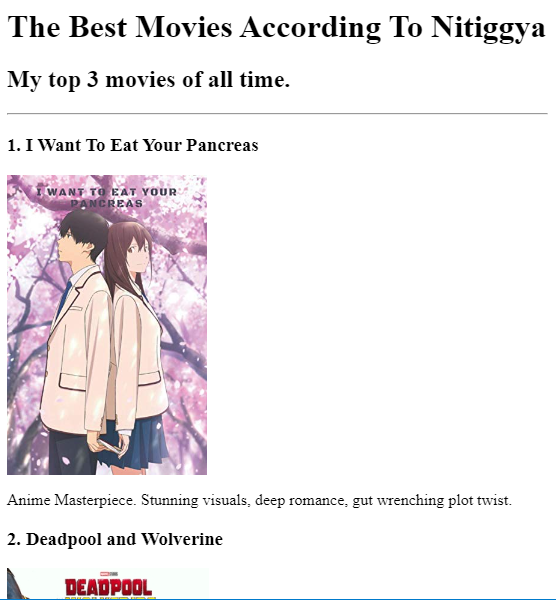 The Best Movies According To Nitiggya
My top 3 movies of all time.
1. I Want To Eat Your Pancreas
I WANT TO EAT YOUR
PANCREAS
Anime Masterpiece. Stunning visuals, deep romance, gut wrenching plot twist.
2. Deadpool and Wolverine
DEADPOOL